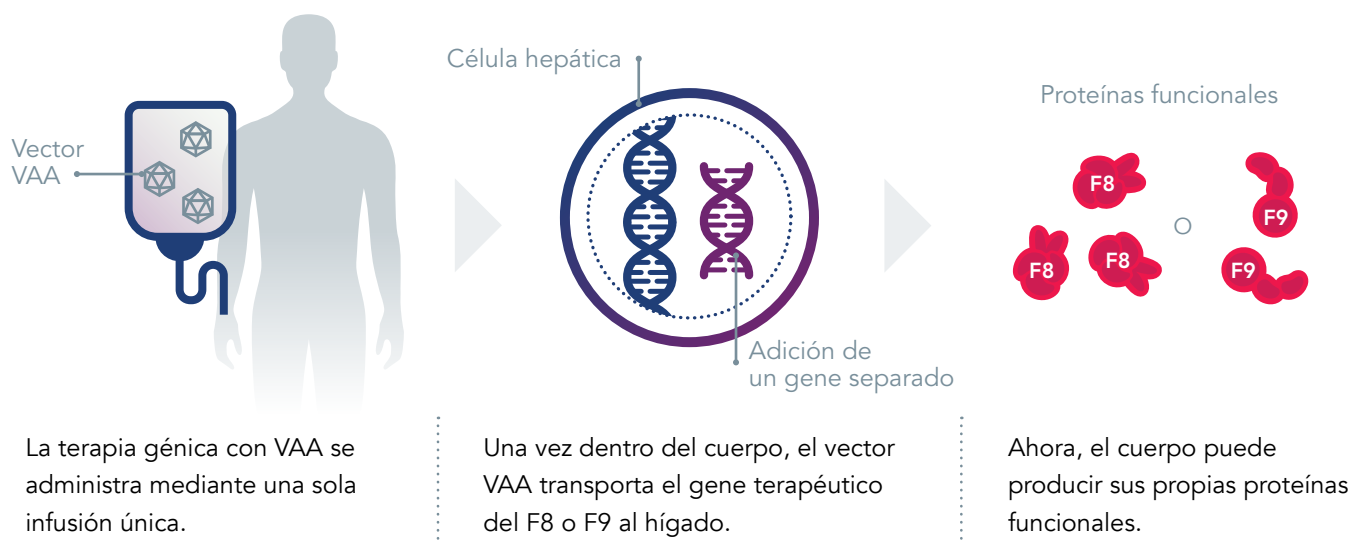 Vector
VAA
Célula hepática
Adición de
un gene separado
Proteínas funcionales
F8
F8
F8
O
F9
F9
La terapia génica con VAA se
administra mediante una sola
infusión única.
Una vez dentro del cuerpo, el vector
VAA transporta el gene terapéutico
del F8 o F9 al hígado.
Ahora, el cuerpo puede
producir sus propias proteínas
funcionales.